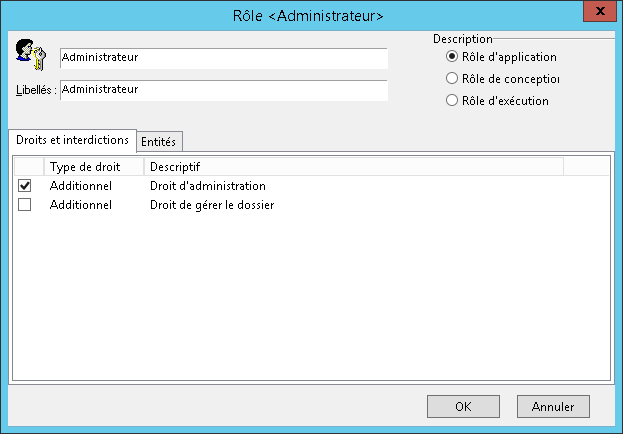 Rôle <Administrateur>
x
Administrateur
Libellés : Administrateur
Description
Rôle d'application
Rôle de conception
Rôle d'exécution
Droits et interdictions Entités
Type de droit Descriptif
Additionnel Droit d'administration
Additionnel Droit de gérer le dossier
OK Annuler